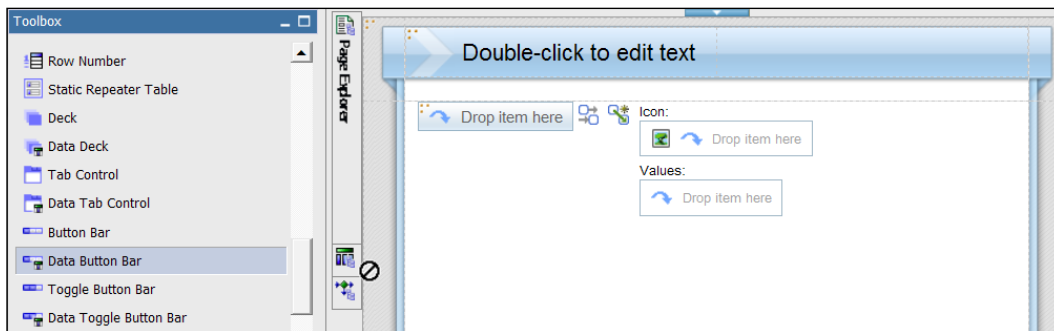 Toolbox
Row Number
Static Repeater Table
Deck
Data Deck
Tab Control
Data Tab Control
Button Bar
Data Button Bar
Toggle Button Bar
Data Toggle Button Bar
Page Explorer
Double-click to edit text
Drop item here
Icon:
Drop item here
Values:
Drop item here